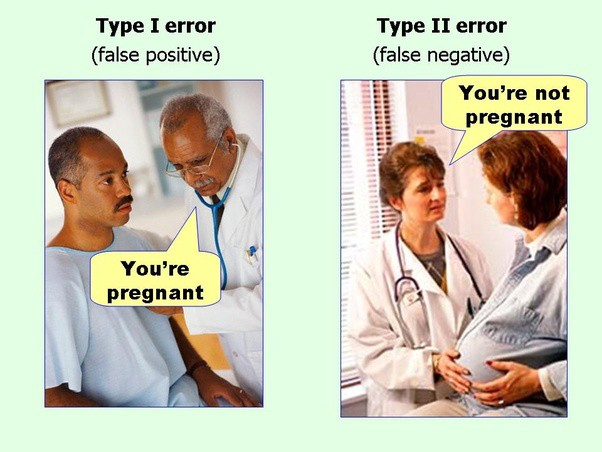 Type I error
(false positive)
You're
pregnant
Type II error
(false negative)
You're not
pregnant